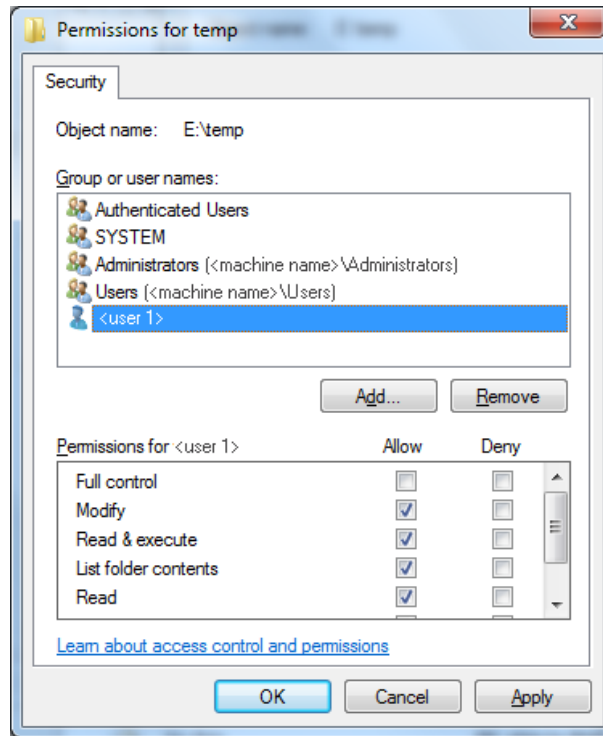 Permissions for temp
Security
Object name: E:\temp
Group or user names:
Authenticated Users
SYSTEM
Administrators (<machine name>\Administrators)
Users (<machine name>\Users)
<user 1>
Add... Remove
Permissions for <user 1> Allow Deny
Full control
Modify
Read & execute
List folder contents
Read
Learn about access control and permissions
OK Cancel Apply